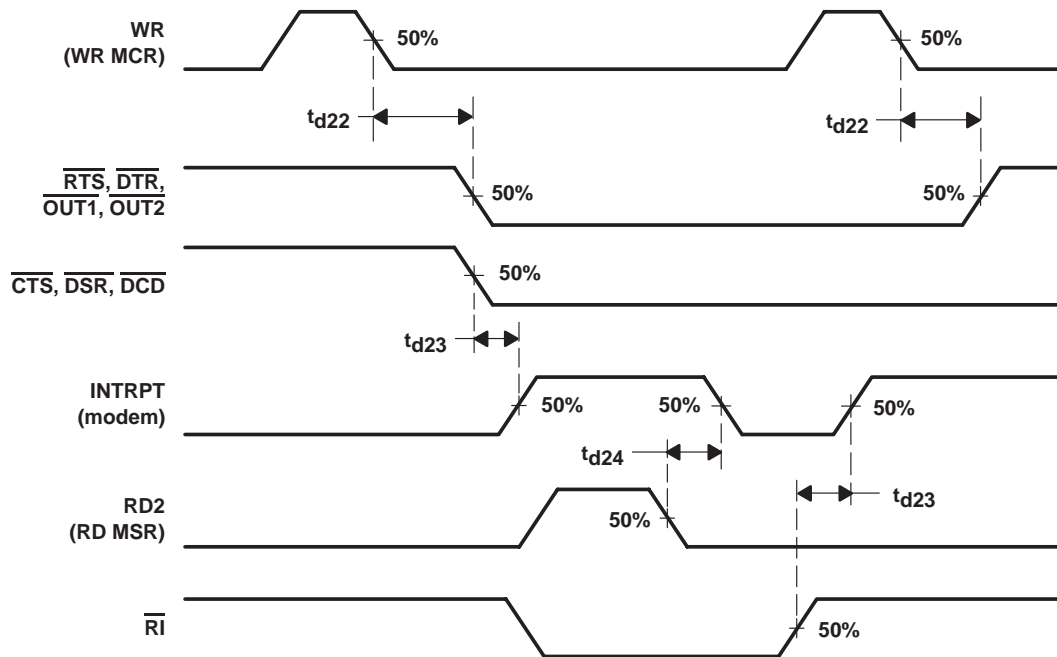 WR
(WR MCR)
50%
50%
td22
td22
RTS, DTR,
OUT1, OUT2
50%
50%
CTS, DSR, DCD
50%
td23
INTRPT
(modem)
50%
50%
50%
td24
td23
RD2
(RD MSR)
50%
RI
50%